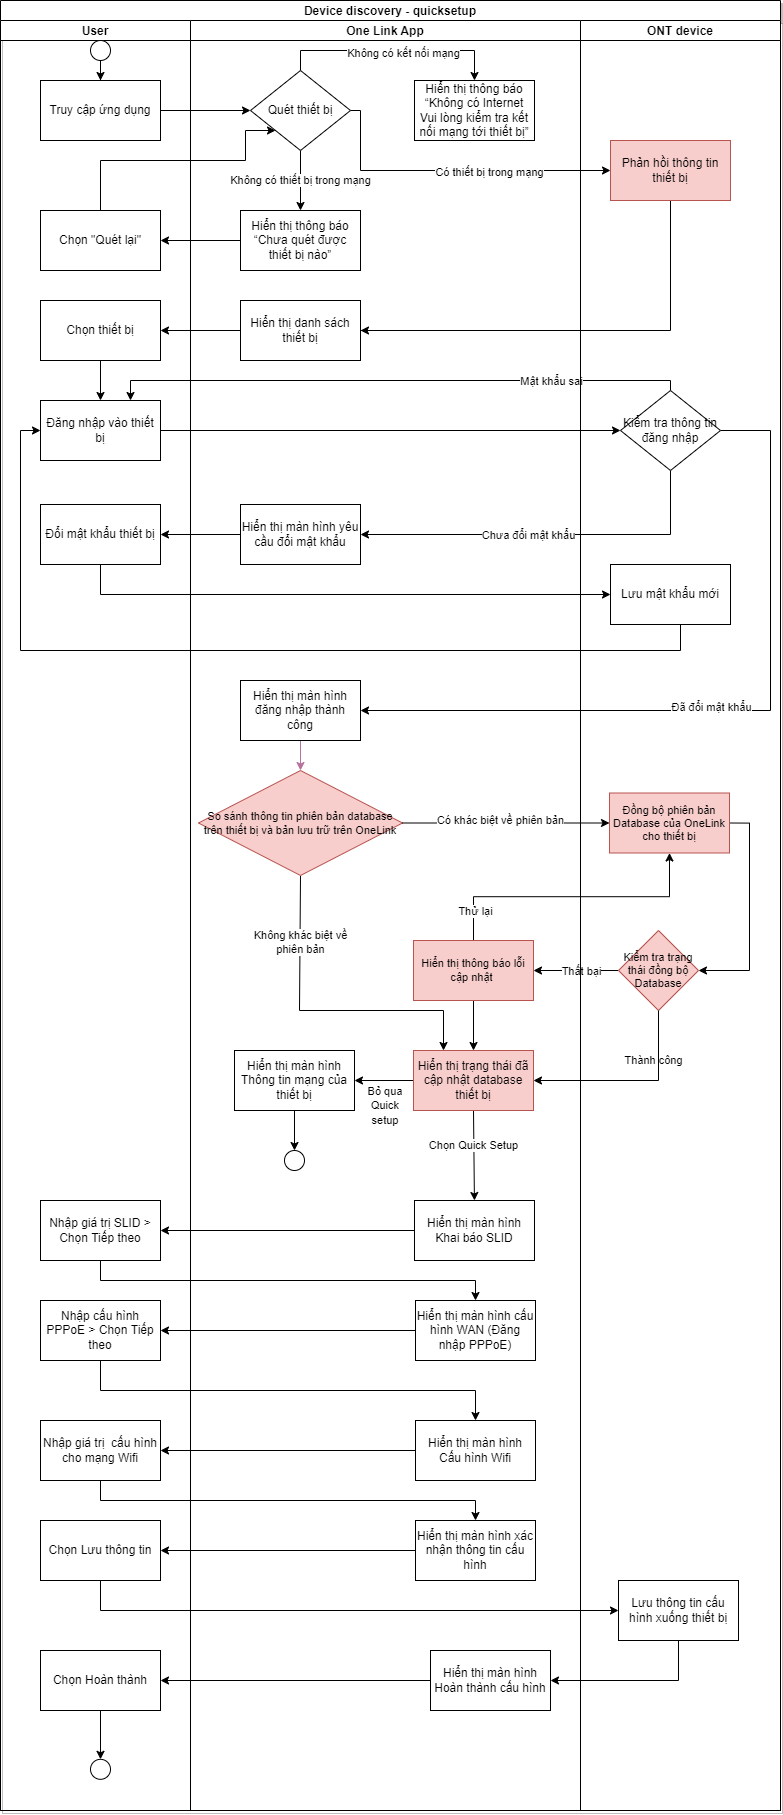 Device discovery - quicksetup
User
One Link App
ONT device
Không có kết nối mạng
Truy cập ứng dụng
Quét thiết bị
Hiển thị thông báo
“Không có Internet
Vui lòng kiểm tra kết
nối mạng tới thiết bị”
Không có thiết bị trong mạng
Có thiết bị trong mạng
Phản hồi thông tin
thiết bị
Chọn "Quét lại"
Hiển thị thông báo
“Chưa quét được
thiết bị nào”
Chọn thiết bị
Hiển thị danh sách
thiết bị
Mật khẩu sai
Đăng nhập vào thiết
bị
Kiểm tra thông tin
đăng nhập
Đổi mật khẩu thiết bị
Hiển thị màn hình yêu
cầu đổi mật khẩu
Chưa đổi mật khẩu
Lưu mật khẩu mới
Hiển thị màn hình
đăng nhập thành
công
Đã đổi mật khẩu
So sánh thông tin phiên bản database
trên thiết bị và bản lưu trữ trên OneLink
Có khác biệt về phiên bản
Đồng bộ phiên bản
Database của OneLink
cho thiết bị
Thử lại
Không khác biệt về
phiên bản
Hiển thị thông báo lỗi
cập nhật
Thất bại
Kiểm tra trạng
thái đồng bộ
Database
Thành công
Hiển thị màn hình
Thông tin mạng của
thiết bị
Bỏ qua
Quick
setup
Hiển thị trạng thái đã
cập nhật database
thiết bị
Chọn Quick Setup
Nhập giá trị SLID >
Chọn Tiếp theo
Hiển thị màn hình
Khai báo SLID
Nhập cấu hình
PPPoE > Chọn Tiếp
theo
Hiển thị màn hình cấu
hình WAN (Đăng
nhập PPPoE)
Nhập giá trị cấu hình
cho mạng Wifi
Hiển thị màn hình
Cấu hình Wifi
Chọn Lưu thông tin
Hiển thị màn hình xác
nhận thông tin cấu
hình
Lưu thông tin cấu
hình xuống thiết bị
Chọn Hoàn thành
Hiển thị màn hình
Hoàn thành cấu hình